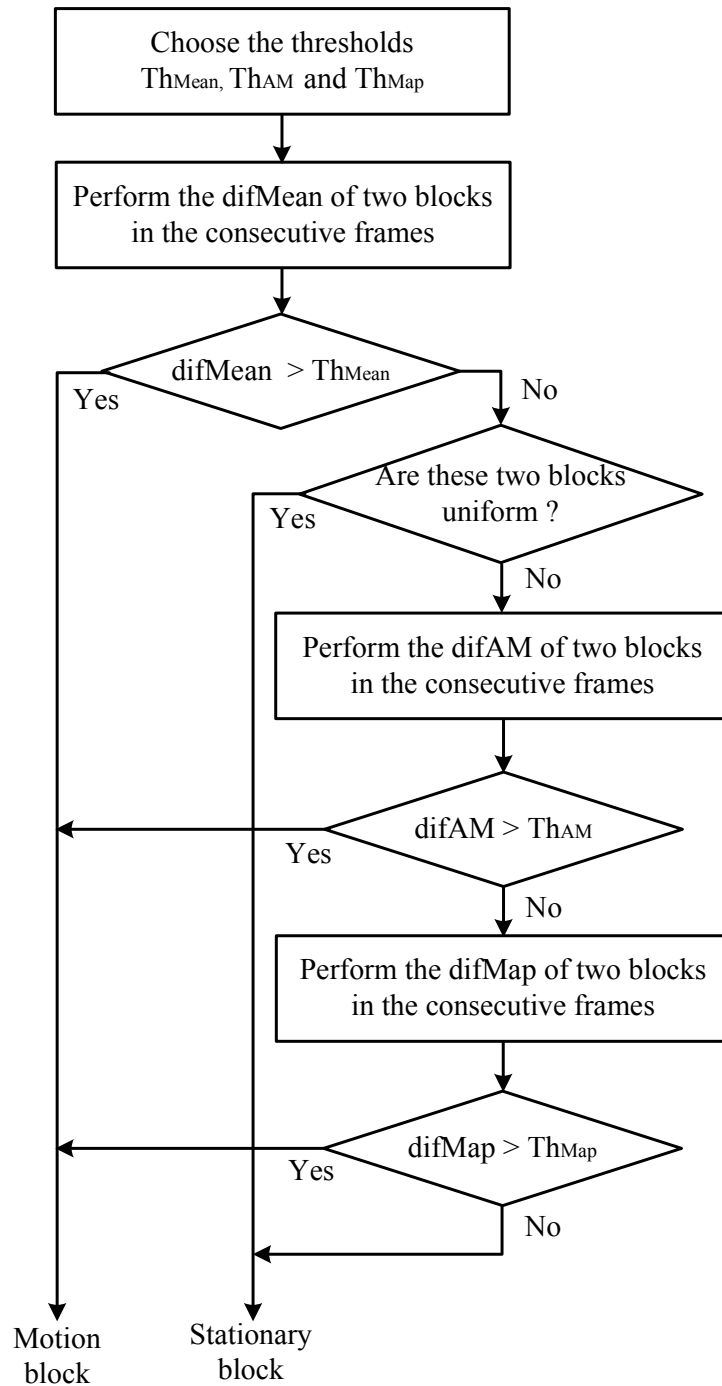 Choose the thresholds
ThMean, ThAM and ThMap
Perform the difMean of two blocks
in the consecutive frames
difMean > ThMean
Yes
No
Are these two blocks
uniform ?
Yes
No
Perform the difAM of two blocks
in the consecutive frames
difAM > ThAM
Yes
No
Perform the difMap of two blocks
in the consecutive frames
difMap > ThMap
Yes
No
Motion
block
Stationary
block